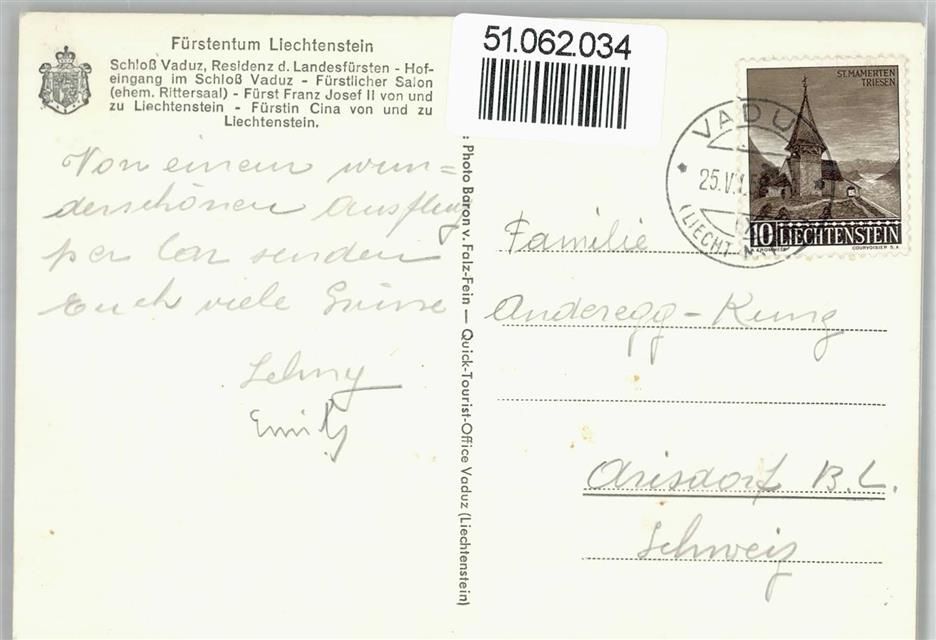 Fürstentum Liechtenstein
Schloß Vaduz, Residenz d. Landesfürsten - Hof-
eingang im Schloß Vaduz - Fürstlicher Salon
(ehem. Rittersaal) - Fürst Franz Josef II von und
zu Liechtenstein - Fürstin Gina von und zu
Liechtenstein.
Von einem wun=
derschönen Ausflug
per Car senden
Euch viele Grüsse
Emil
: Photo Baron v. Falz-Fein — Quick-Tourist-Office Vaduz (Liechtenstein)
51.062.034
ST. MAMERTEN
TRIESEN
10 LIECHTENSTEIN
COURVOISIER S.A.
VADUZ
25.V
(LIECHT
Familie
Anderegg-Kung
Arisdorf B.L.
Schweiz